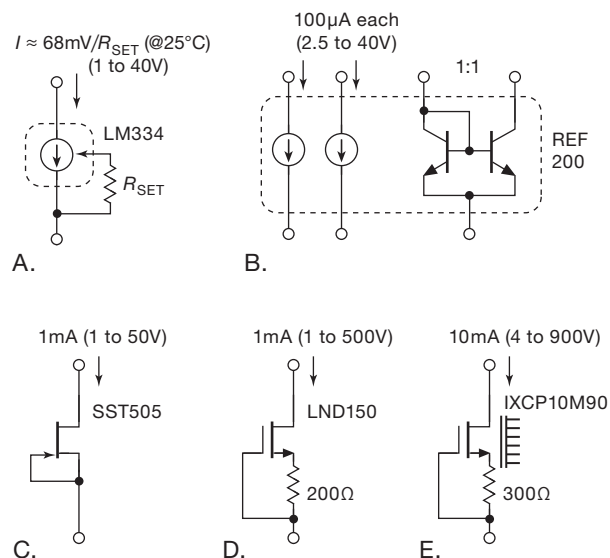 I ≈ 68mV/RSET (@25°C)
(1 to 40V)
LM334
RSET
A.
100μA each
(2.5 to 40V)
1:1
REF
200
B.
1mA (1 to 50V)
SST505
C.
1mA (1 to 500V)
LND150
200Ω
D.
10mA (4 to 900V)
IXCP10M90
300Ω
E.